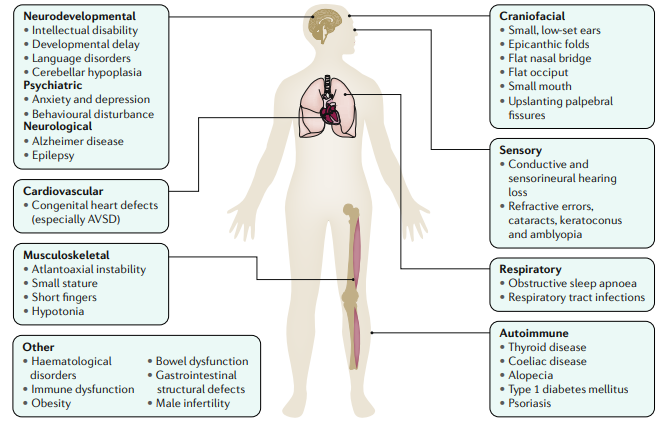 Neurodevelopmental
• Intellectual disability
• Developmental delay
• Language disorders
• Cerebellar hypoplasia
Psychiatric
• Anxiety and depression
• Behavioural disturbance
Neurological
• Alzheimer disease
• Epilepsy
Cardiovascular
• Congenital heart defects
(especially AVSD)
Musculoskeletal
• Atlantoaxial instability
• Small stature
• Short fingers
• Hypotonia
Other
• Haematological
disorders
• Immune dysfunction
• Obesity
• Bowel dysfunction
• Gastrointestinal
structural defects
• Male infertility
Craniofacial
• Small, low-set ears
• Epicanthic folds
• Flat nasal bridge
• Flat occiput
• Small mouth
• Upslanting palpebral
fissures
Sensory
• Conductive and
sensorineural hearing
loss
• Refractive errors,
cataracts, keratoconus
and amblyopia
Respiratory
• Obstructive sleep apnoea
• Respiratory tract infections
Autoimmune
• Thyroid disease
• Coeliac disease
• Alopecia
• Type 1 diabetes mellitus
• Psoriasis